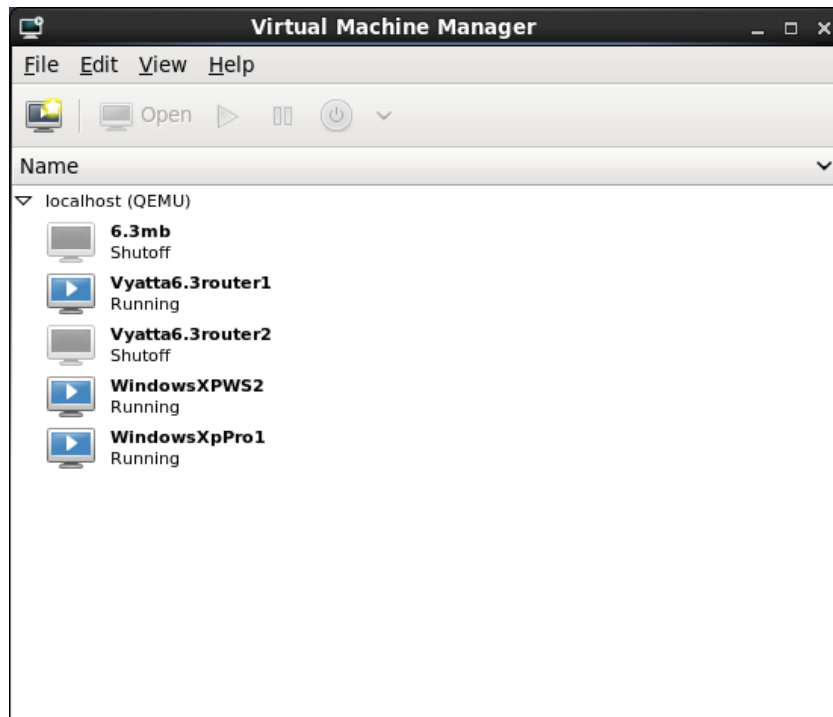 Virtual Machine Manager
File Edit View Help
Open
Name
localhost (QEMU)
6.3mb
Shutoff
Vyatta6.3router1
Running
Vyatta6.3router2
Shutoff
WindowsXPWS2
Running
WindowsXpPro1
Running